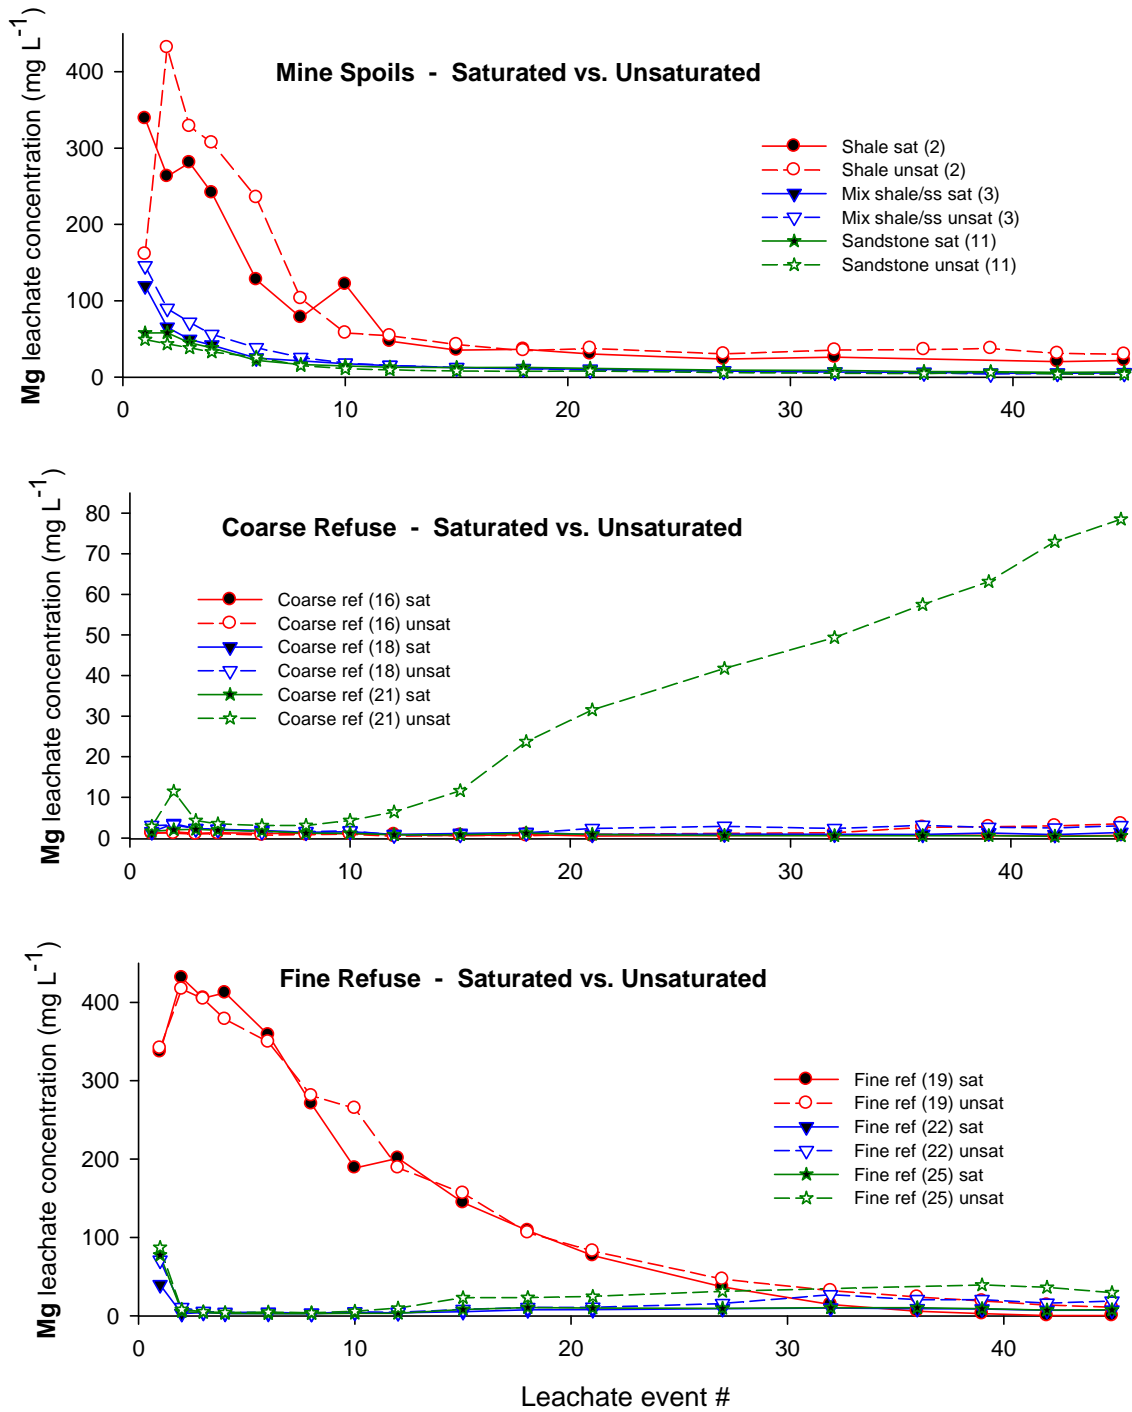 Mine Spoils - Saturated vs. Unsaturated
Mg leachate concentration (mg L-1)
400
300
200
100
0
0 10 20 30 40
Shale sat (2)
Shale unsat (2)
Mix shale/ss sat (3)
Mix shale/ss unsat (3)
Sandstone sat (11)
Sandstone unsat (11)
Coarse Refuse - Saturated vs. Unsaturated
Mg leachate concentration (mg L-1)
80
70
60
50
40
30
20
10
0
0 10 20 30 40
Coarse ref (16) sat
Coarse ref (16) unsat
Coarse ref (18) sat
Coarse ref (18) unsat
Coarse ref (21) sat
Coarse ref (21) unsat
Fine Refuse - Saturated vs. Unsaturated
Mg leachate concentration (mg L-1)
400
300
200
100
0
0 10 20 30 40
Fine ref (19) sat
Fine ref (19) unsat
Fine ref (22) sat
Fine ref (22) unsat
Fine ref (25) sat
Fine ref (25) unsat
Leachate event #